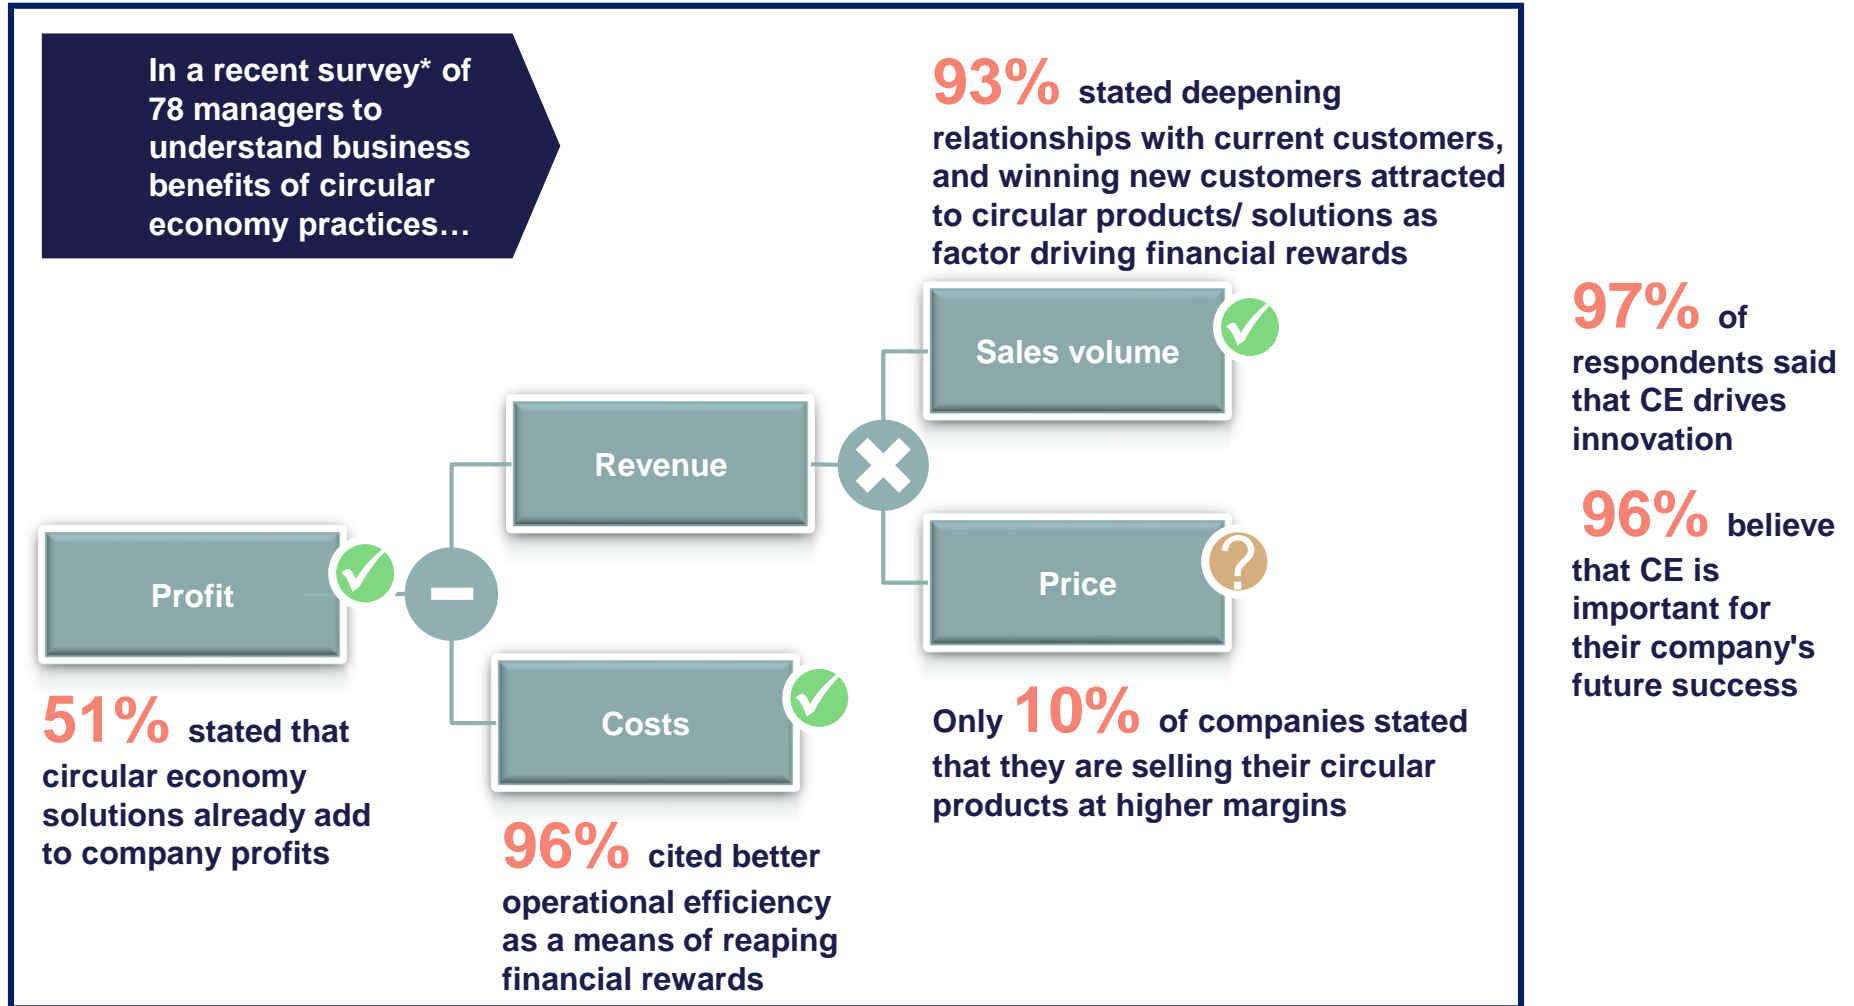 In a recent survey* of
78 managers to
understand business
benefits of circular
economy practices…
93% stated deepening
relationships with current customers,
and winning new customers attracted
to circular products/ solutions as
factor driving financial rewards
Sales volume
Revenue
Price
?
Profit
Costs
51% stated that
circular economy
solutions already add
to company profits
96% cited better
operational efficiency
as a means of reaping
financial rewards
Only 10% of companies stated
that they are selling their circular
products at higher margins
97% of
respondents said
that CE drives
innovation
96% believe
that CE is
important for
their company's
future success